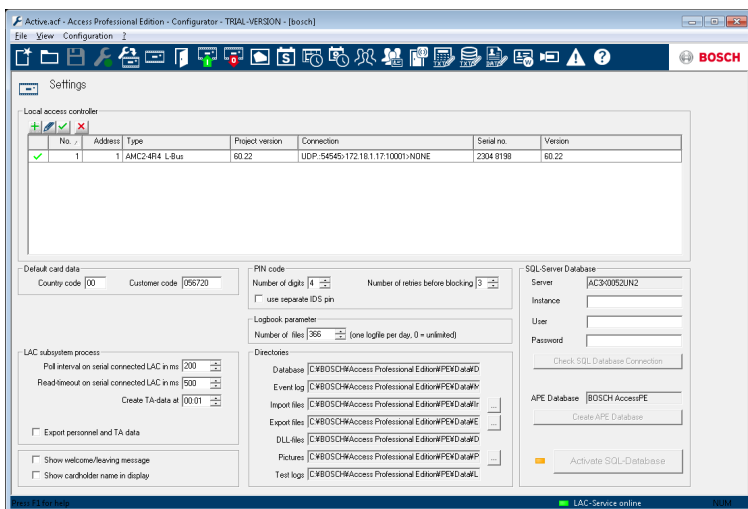 Active.acf - Access Professional Edition - Configurator - TRIAL-VERSION - [bosch]
File View Configuration ?
BOSCH
Settings
Local access controller
No. / Address Type Project version Connection Serial no. Version
1 1 AMC2-4R4 L-Bus 60.22 UDP::54545>172.18.1.17:10001>NONE 2304 8198 60.22
Default card data
Country code 00 Customer code 056720
PIN code
Number of digits 4 Number of retries before blocking 3
use separate IDS pin
Logbook parameter
Number of files 366 (one logfile per day, 0 = unlimited)
LAC subsystem process
Poll interval on serial connected LAC in ms 200
Read-timeout on serial connected LAC in ms 500
Create TA-data at 00:01
Export personnel and TA data
Show welcome/leaving message
Show cardholder name in display
Directories
Database C:¥BOSCH¥Access Professional Edition¥PE¥Data¥D
Event log C:¥BOSCH¥Access Professional Edition¥PE¥Data¥M
Import files C:¥BOSCH¥Access Professional Edition¥PE¥Data¥Ir ...
Export files C:¥BOSCH¥Access Professional Edition¥PE¥Data¥E ...
DLL-files C:¥BOSCH¥Access Professional Edition¥PE¥Data¥D
Pictures C:¥BOSCH¥Access Professional Edition¥PE¥Data¥P ...
Test logs C:¥BOSCH¥Access Professional Edition¥PE¥Data¥L
SQL-Server Database
Server AC3X0052UN2
Instance
User
Password
Check SQL Database Connection
APE Database BOSCH AccessPE
Create APE Database
Activate SQL-Database
Press F1 for help
LAC-Service online NUM